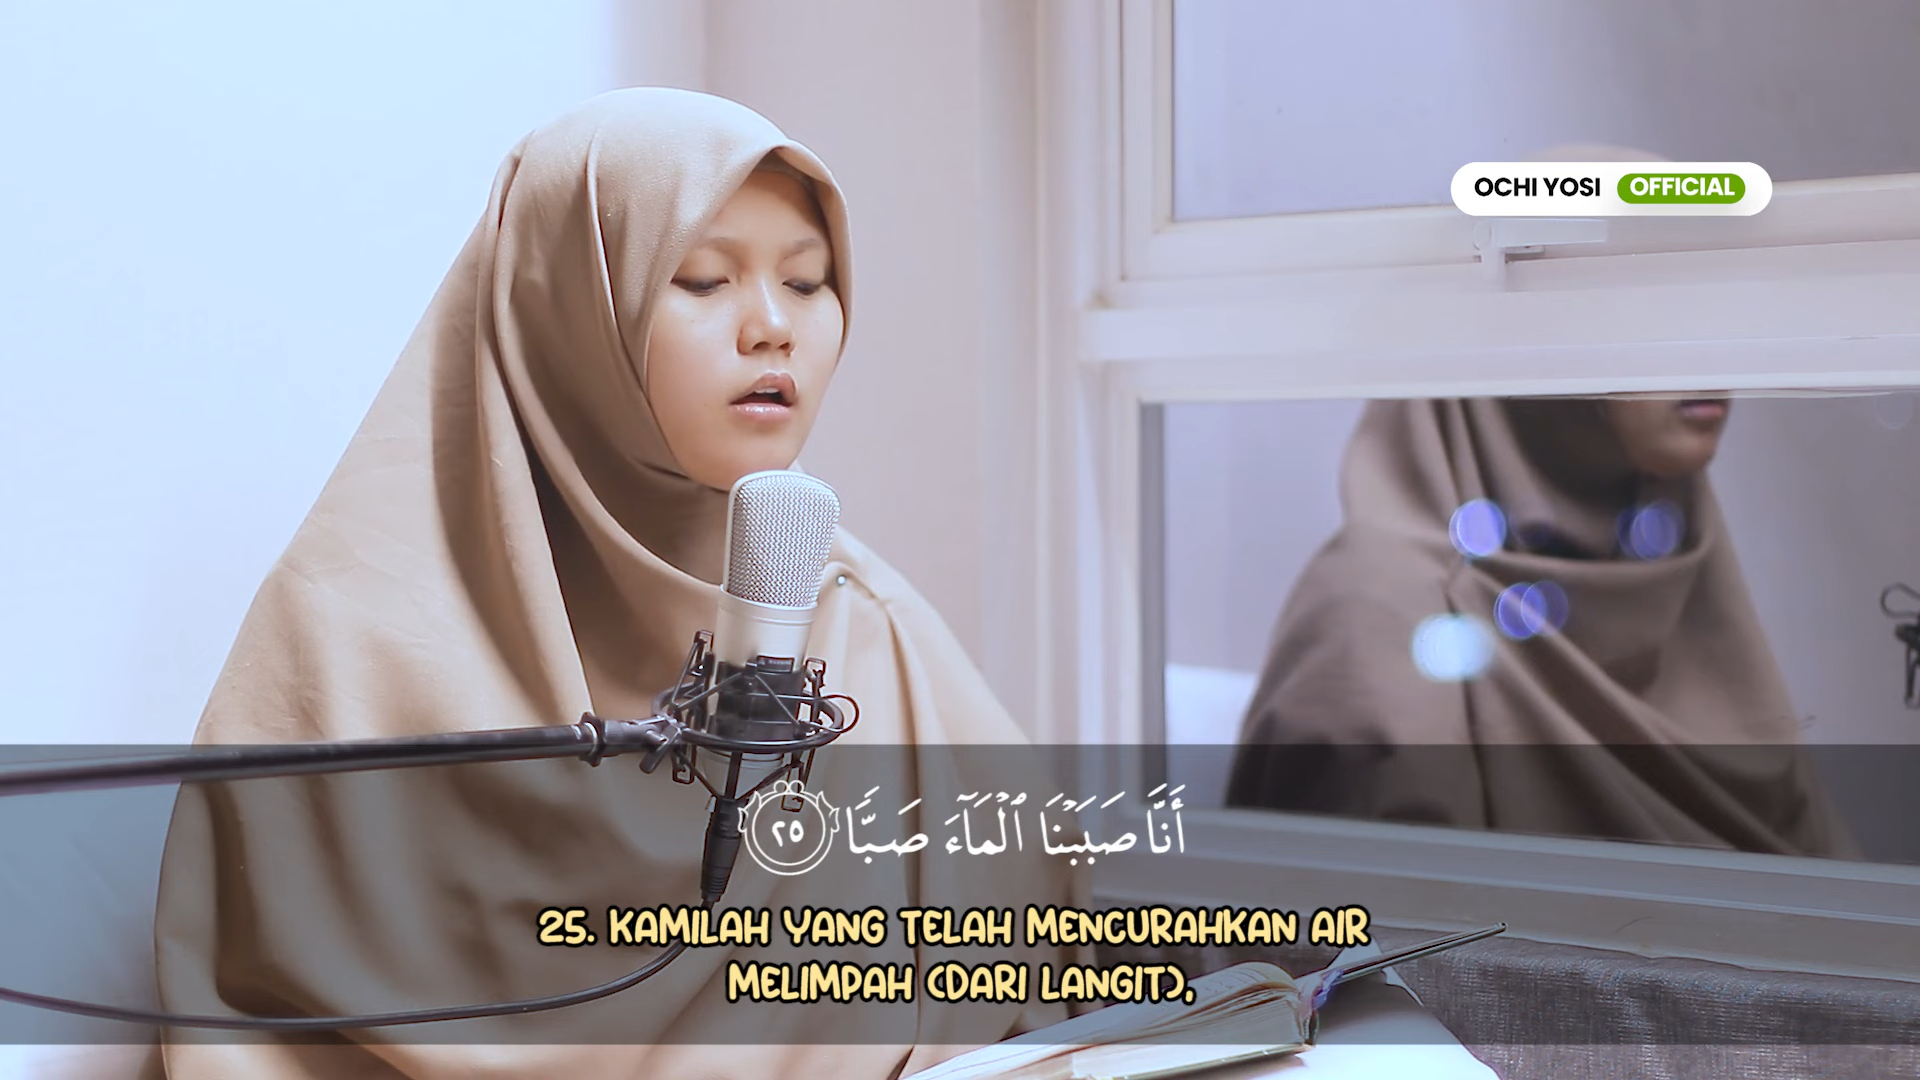 OCHI YOSI OFFICIAL
أَنَّا صَبَبْنَا ٱلْمَآءَ صَبًّا ٢٥
25. KAMILAH YANG TELAH MENCURAHKAN AIR
MELIMPAH (DARI LANGIT),